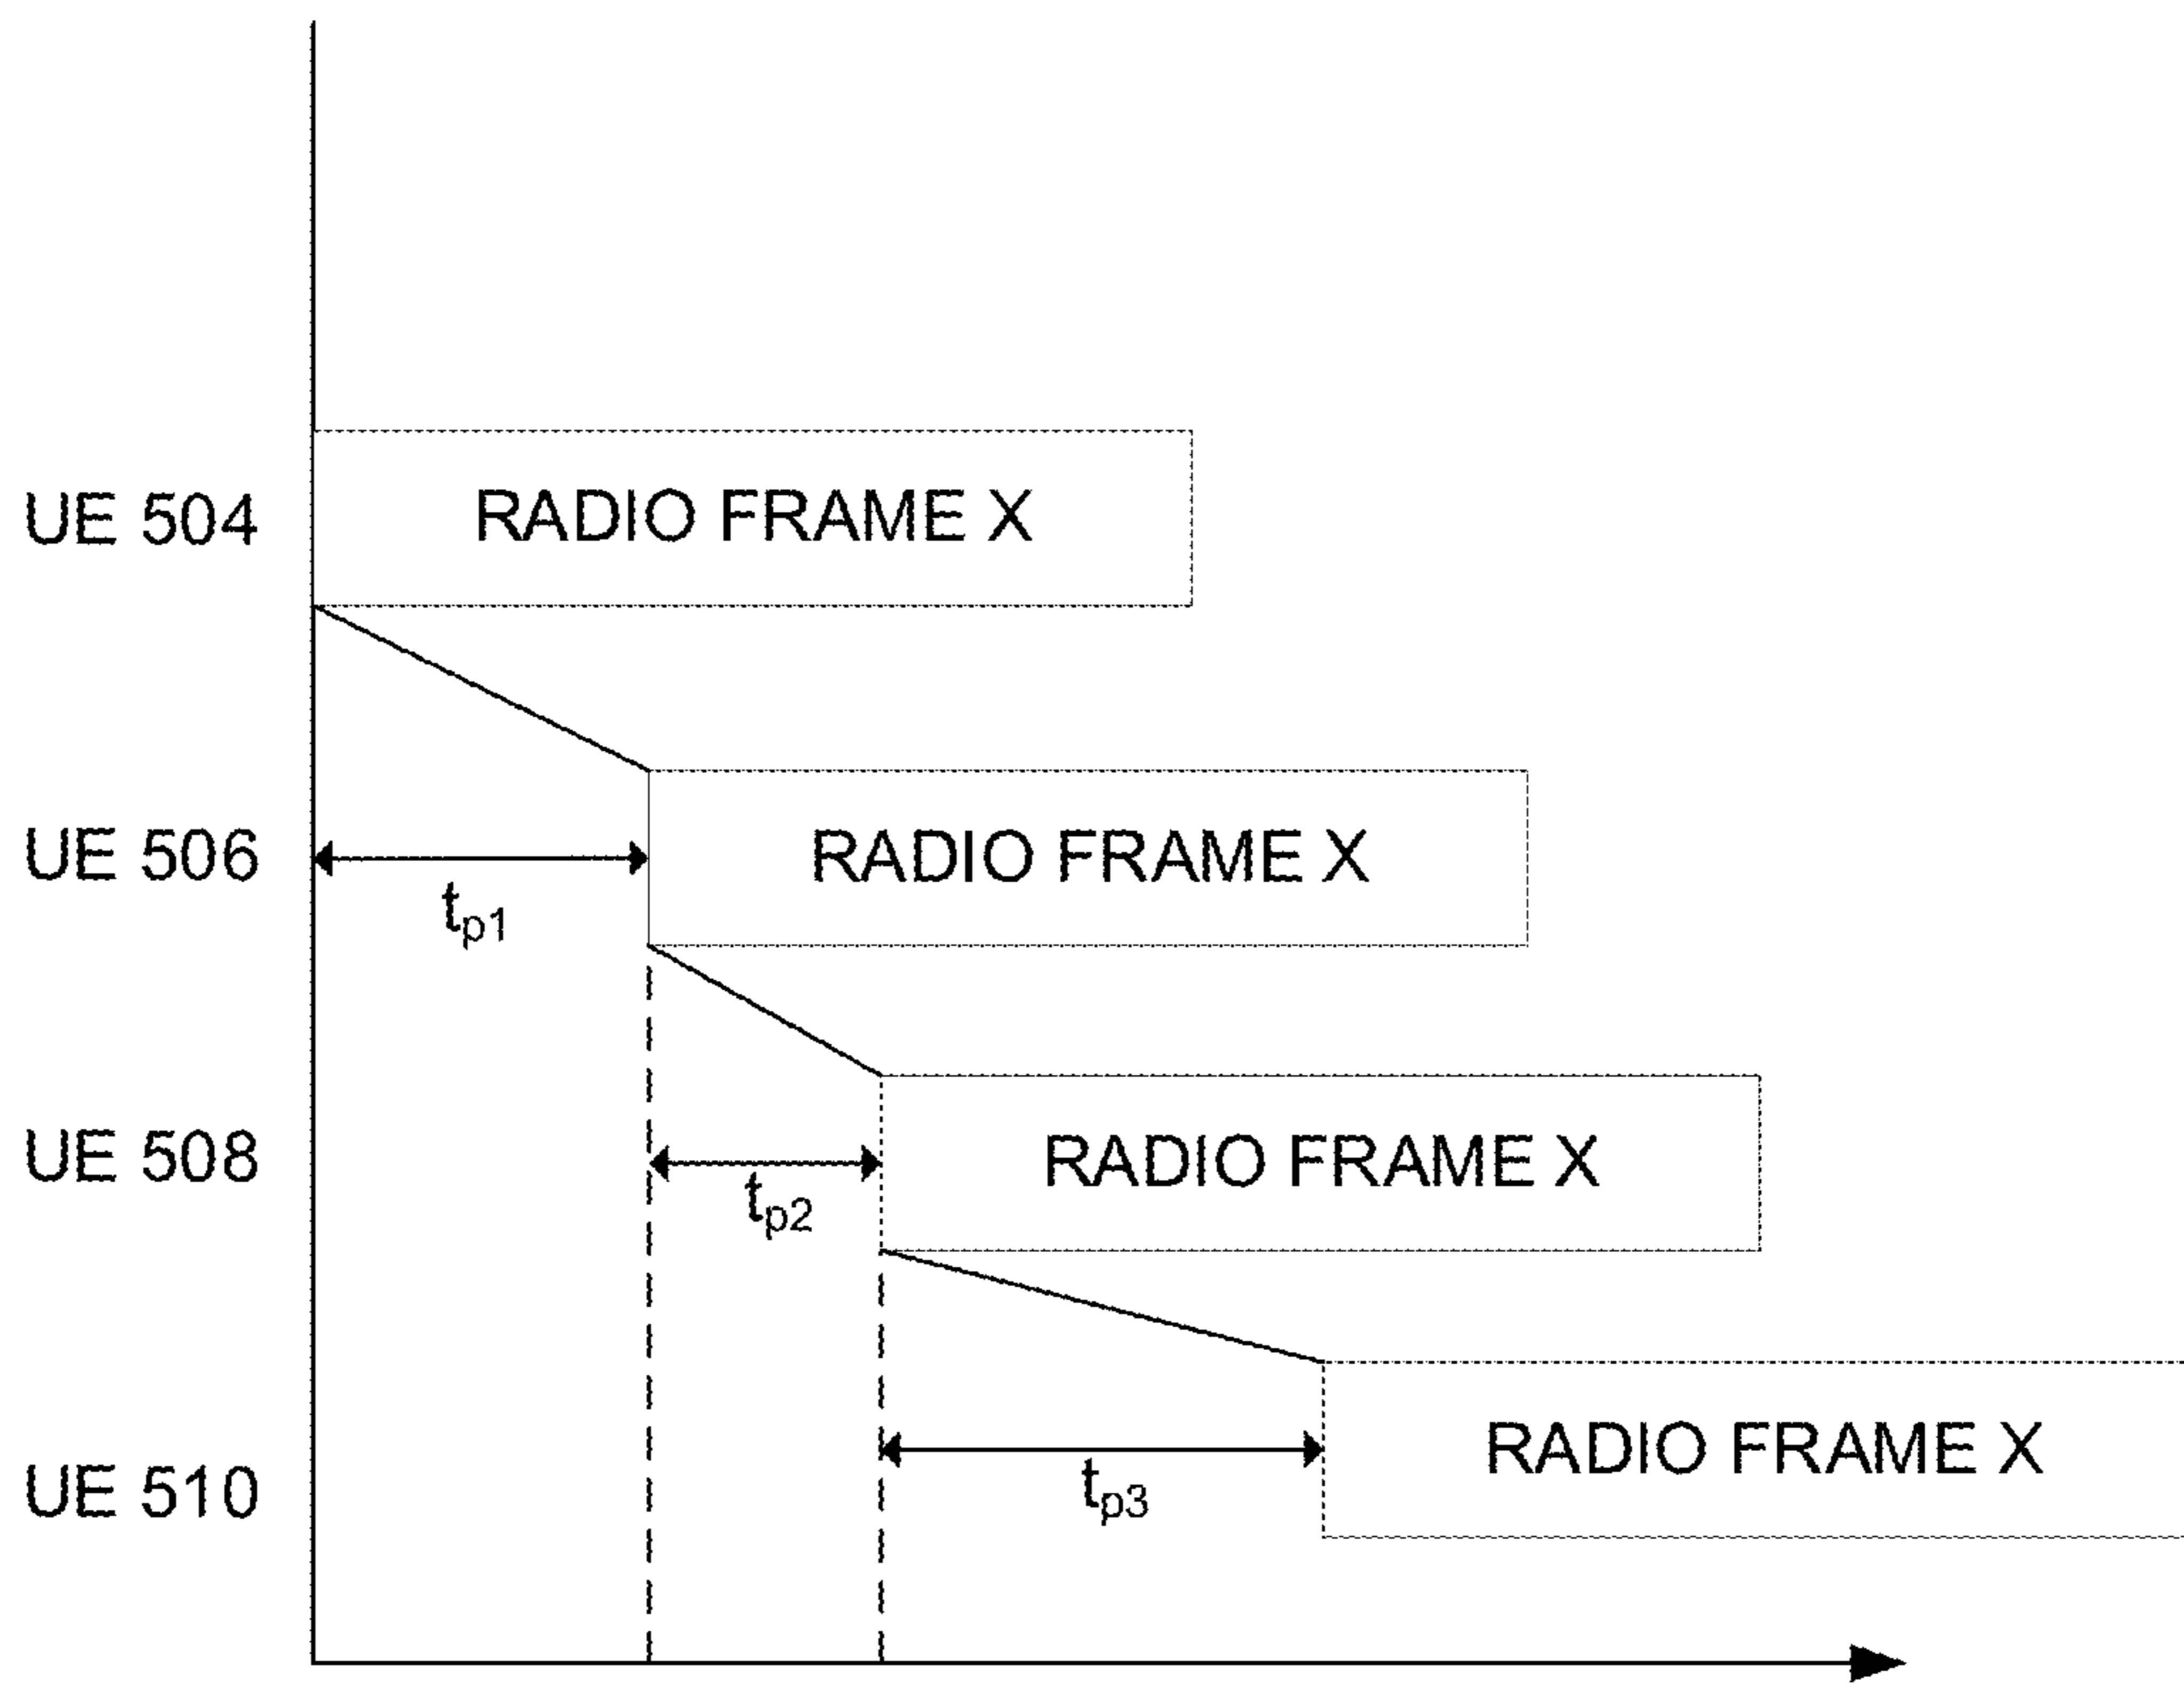 UE 504
RADIO FRAME X
UE 506
RADIO FRAME X
tp1
UE 508
RADIO FRAME X
tp2
UE 510
RADIO FRAME X
tp3